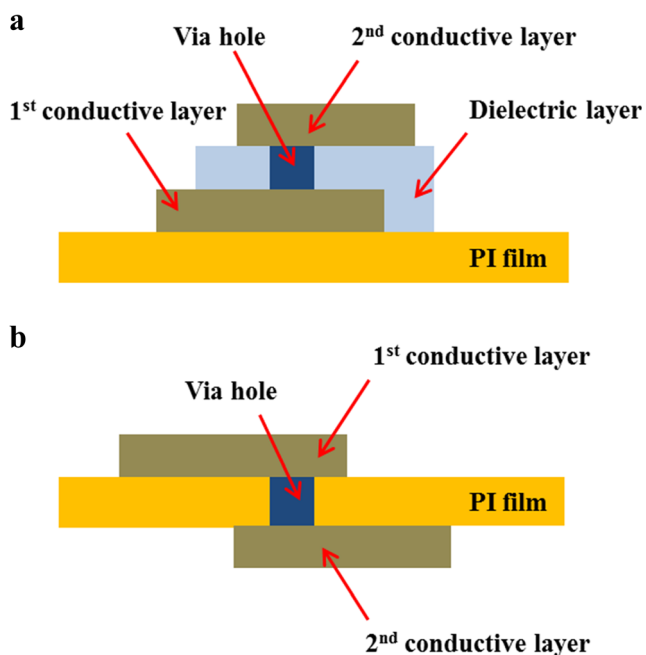 a
Via hole
2nd conductive layer
1st conductive layer
Dielectric layer
PI film
b
1st conductive layer
Via hole
PI film
2nd conductive layer